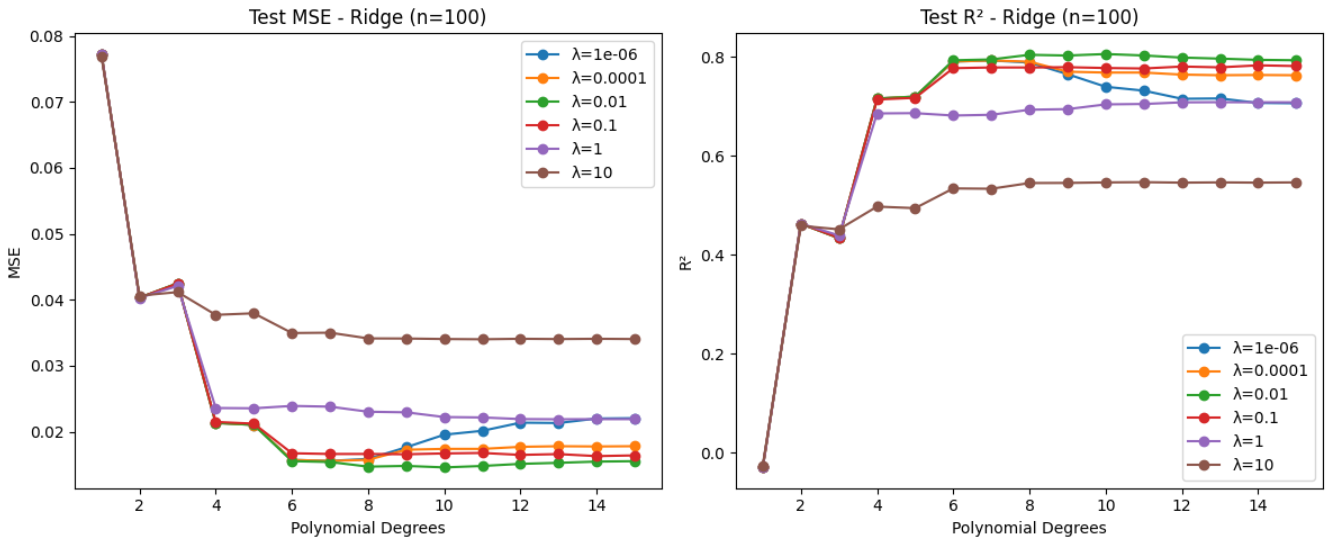 Test MSE - Ridge (n=100)
0.08
0.07
0.06
0.05
0.04
0.03
0.02
MSE
2 4 6 8 10 12 14
Polynomial Degrees
λ=1e-06
λ=0.0001
λ=0.01
λ=0.1
λ=1
λ=10
Test R² - Ridge (n=100)
0.8
0.6
0.4
0.2
0.0
R²
2 4 6 8 10 12 14
Polynomial Degrees
λ=1e-06
λ=0.0001
λ=0.01
λ=0.1
λ=1
λ=10